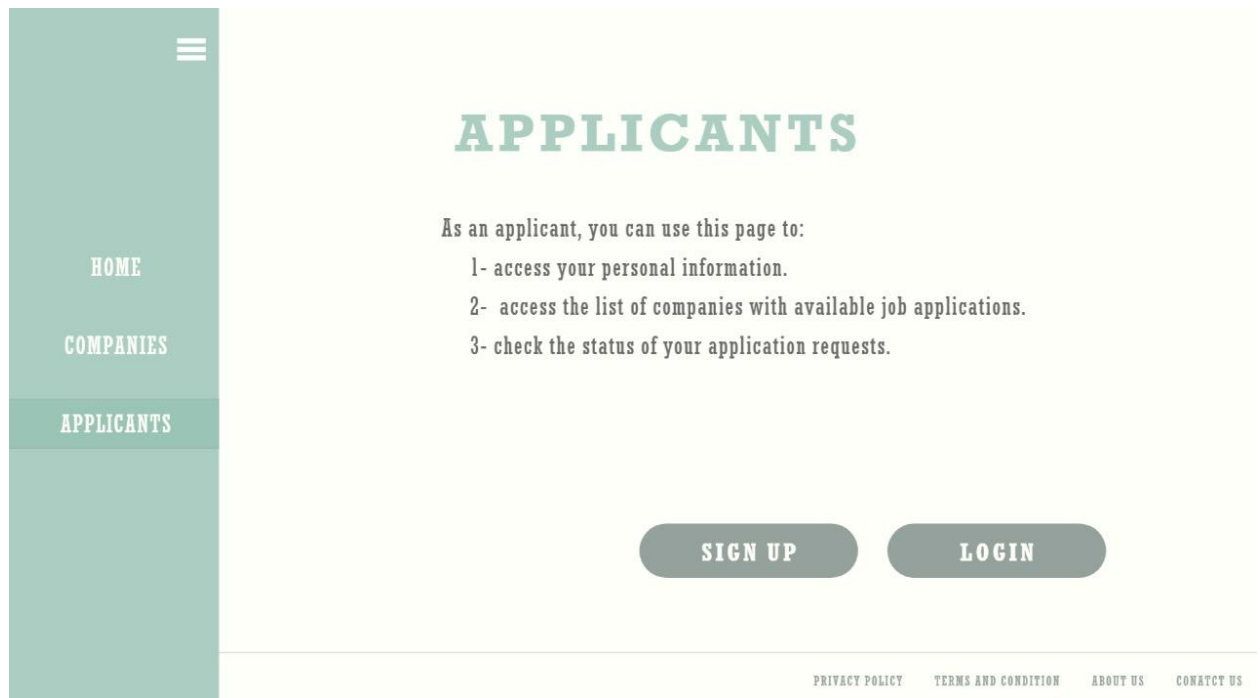 HOME
COMPANIES
APPLICANTS
APPLICANTS
As an applicant, you can use this page to:
1- access your personal information.
2- access the list of companies with available job applications.
3- check the status of your application requests.
SIGN UP
LOGIN
PRIVACY POLICY
TERMS AND CONDITION
ABOUT US
CONATCT US